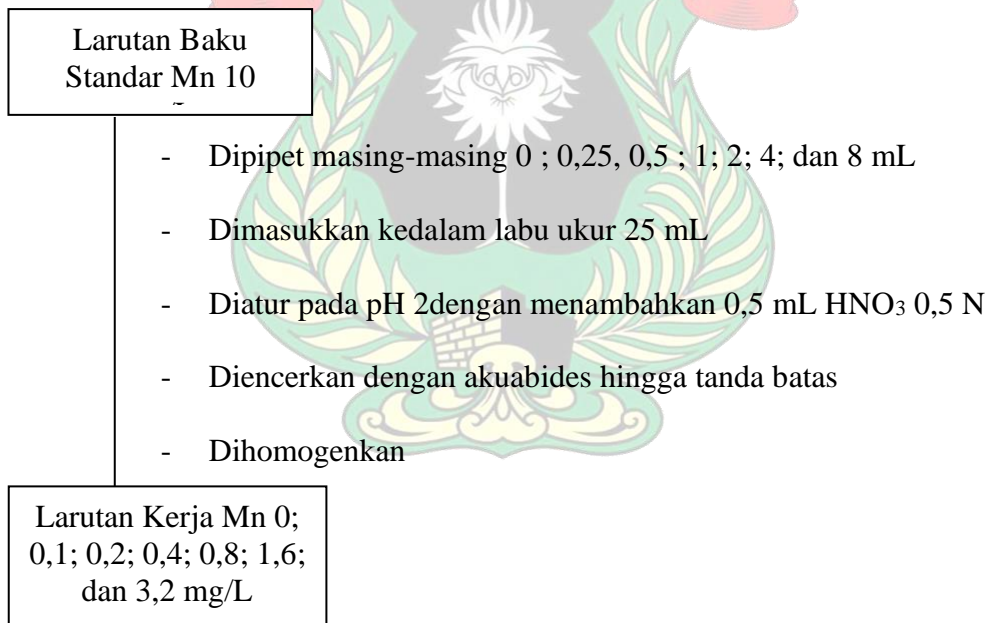 Larutan Baku
Standar Mn 10
- Dipipet masing-masing 0 ; 0,25, 0,5 ; 1; 2; 4; dan 8 mL
- Dimasukkan kedalam labu ukur 25 mL
- Diatur pada pH 2dengan menambahkan 0,5 mL HNO₃ 0,5 N
- Diencerkan dengan akuabides hingga tanda batas
- Dihomogenkan
Larutan Kerja Mn 0;
0,1; 0,2; 0,4; 0,8; 1,6;
dan 3,2 mg/L